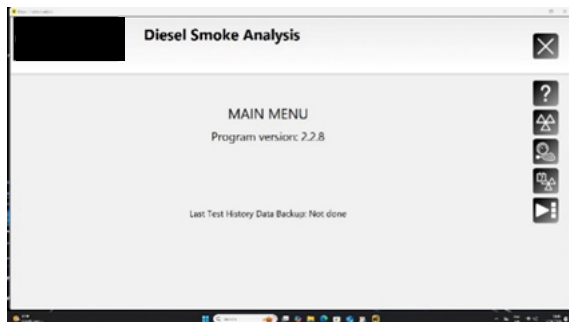 Diesel Smoke Analysis
MAIN MENU
Program version: 2.2.8
Last Test History Data Backup: Not done